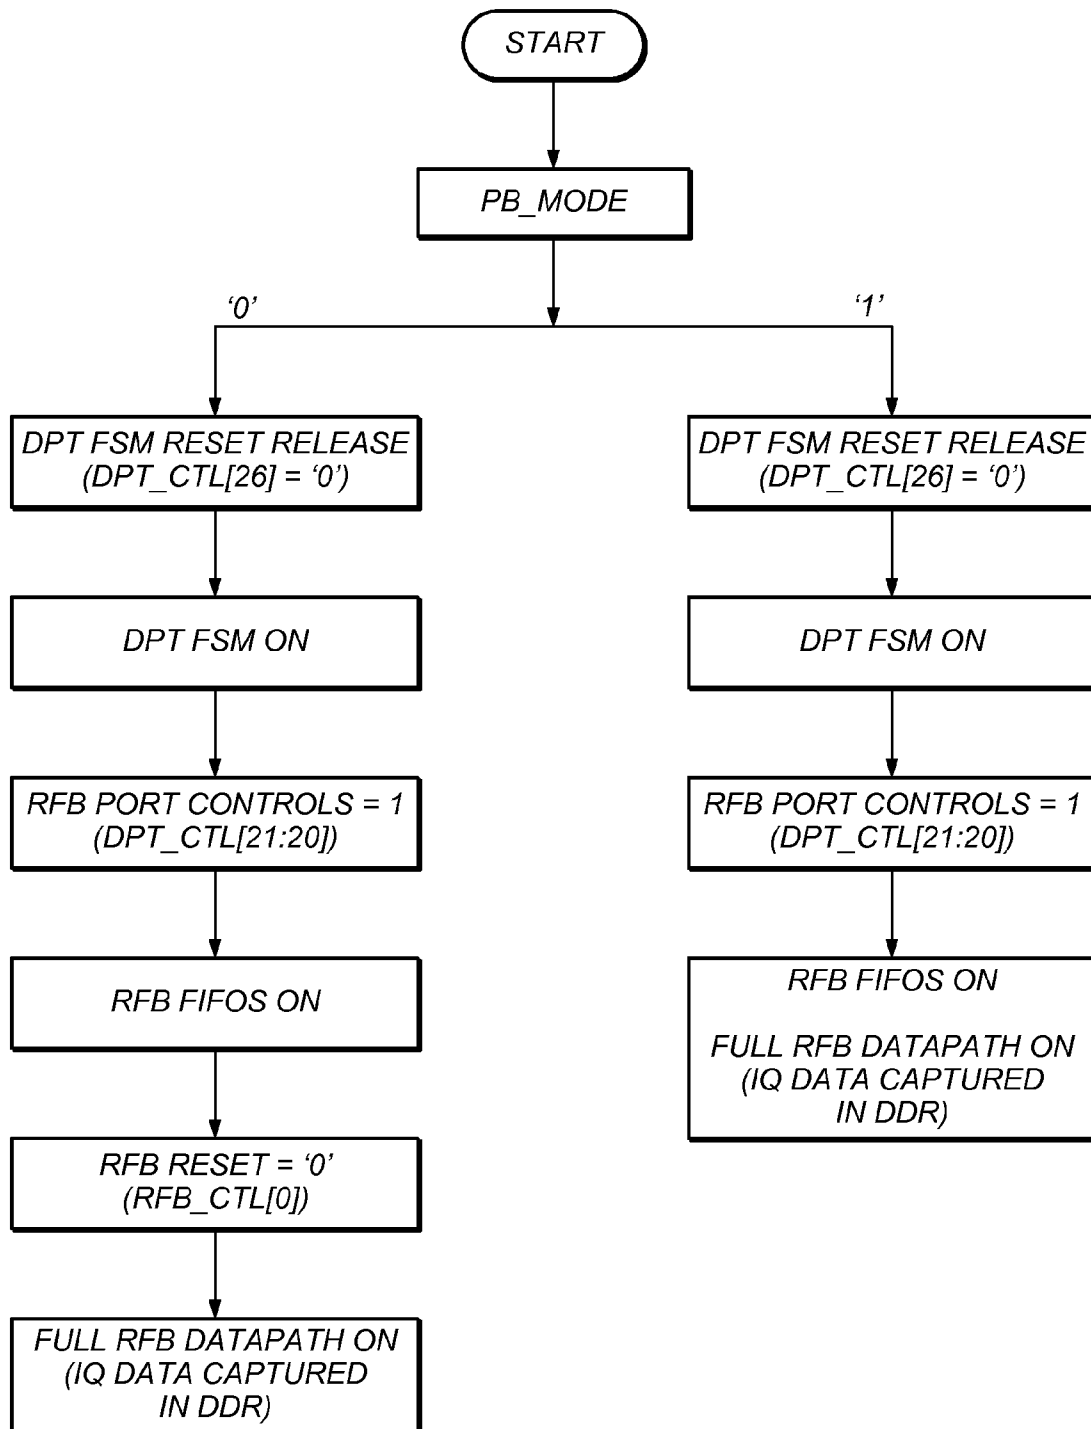 START
PB_MODE
‘0’
‘1’
DPT FSM RESET RELEASE
(DPT_CTL[26] = ‘0’)
DPT FSM ON
RFB PORT CONTROLS = 1
(DPT_CTL[21:20])
RFB FIFOS ON
RFB RESET = ‘0’
(RFB_CTL[0])
FULL RFB DATAPATH ON
(IQ DATA CAPTURED
IN DDR)
DPT FSM RESET RELEASE
(DPT_CTL[26] = ‘0’)
DPT FSM ON
RFB PORT CONTROLS = 1
(DPT_CTL[21:20])
RFB FIFOS ON
FULL RFB DATAPATH ON
(IQ DATA CAPTURED
IN DDR)